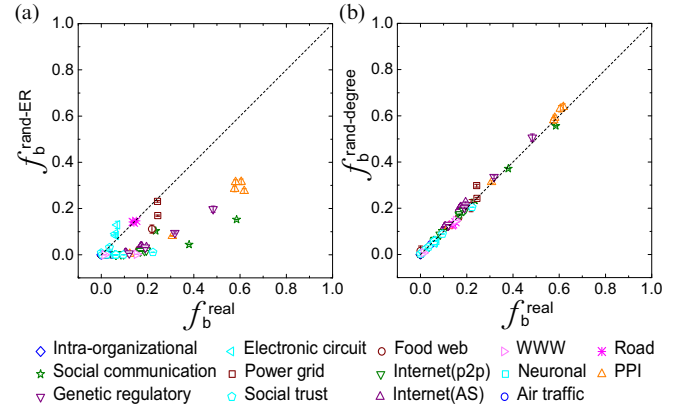 (a) (b)
1.0 1.0
0.8 0.8
0.6 0.6
0.4 0.4
0.2 0.2
0.0 0.0
f_b^rand-ER f_b^rand-degree
0.0 0.2 0.4 0.6 0.8 1.0 0.0 0.2 0.4 0.6 0.8 1.0
f_b^real f_b^real
Intra-organizational Electronic circuit Food web WWW Road
Social communication Power grid Internet(p2p) Neuronal PPI
Genetic regulatory Social trust Internet(AS) Air traffic